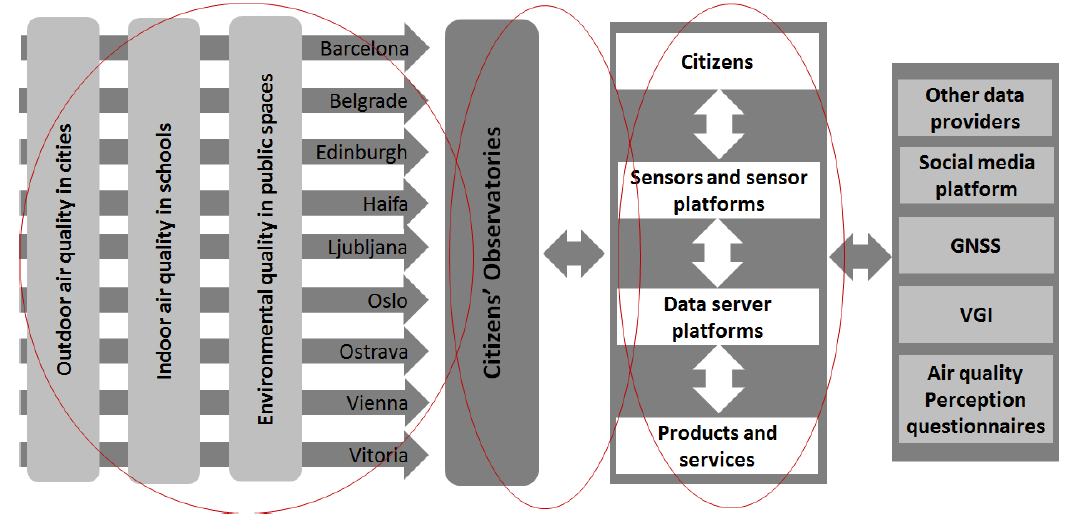 Outdoor air quality in cities
Indoor air quality in schools
Environmental quality in public spaces
Barcelona
Belgrade
Edinburgh
Haifa
Ljubljana
Oslo
Ostrava
Vienna
Vitoria
Citizens' Observatories
Citizens
Sensors and sensor
platforms
Data server
platforms
Products and
services
Other data
providers
Social media
platform
GNSS
VGI
Air quality
Perception
questionnaires